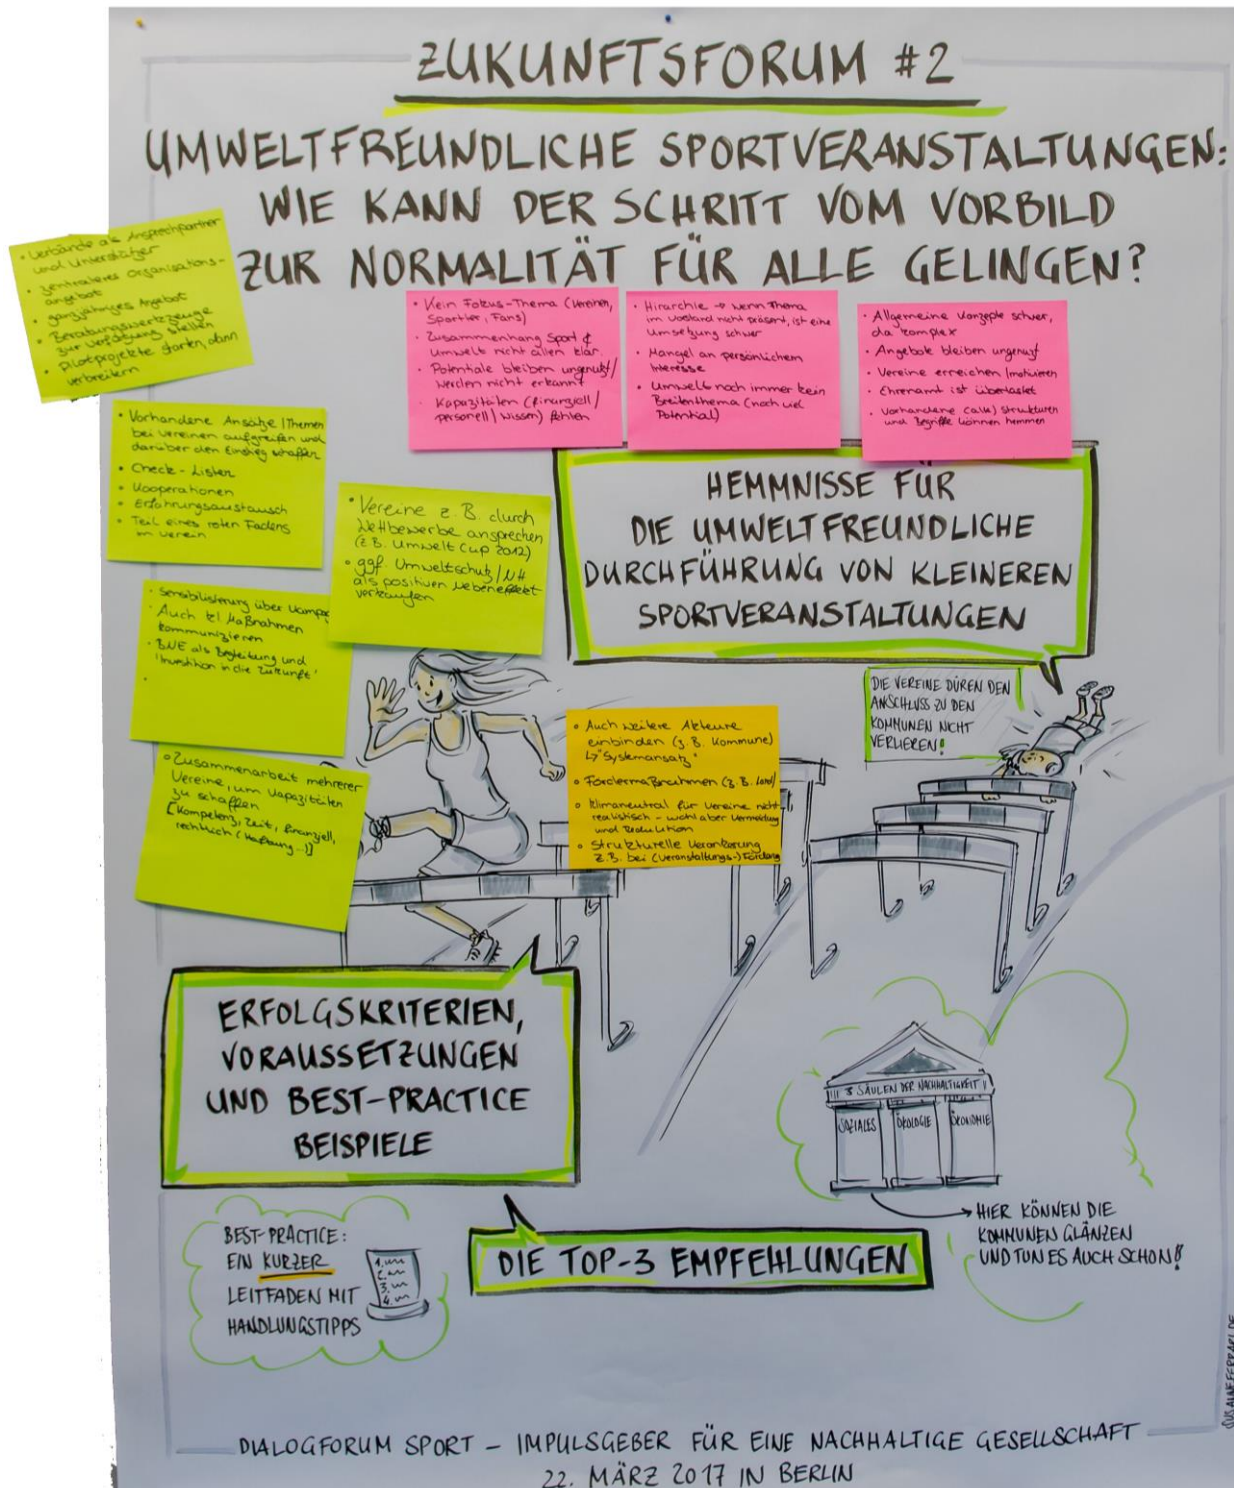 ZUKUNFTSFORUM #2
UMWELTFREUNDLICHE SPORTVERANSTALTUNGEN:
WIE KANN DER SCHRITT VOM VORBILD
ZUR NORMALITÄT FÜR ALLE GELINGEN?
• Verbände als Ansprechpartner
und Unterstützer
• zentraleres Organisations-
angebot
• ganzjähriges Angebot
• Beratungswerkzeuge
zur Verfügung stellen
• Pilotprojekte starten, dann
verbreitern
• Kein Fokus-Thema (Vereinen,
Sportler, Fans)
• Zusammenhang Sport &
Umwelt nicht allen klar
• Potentiale bleiben ungenutzt/
werden nicht erkannt
• Kapazitäten (finanziell/
personell/Wissen) fehlen
• Hirarchie → wenn Thema
im Vorstand nicht präsent, ist eine
Umsetzung schwer
• Mangel an persönlichem
Interesse
• Umwelt noch immer kein
Breitenthema (noch viel
Potential)
• Allgemeine Konzepte schwer,
da komplex
• Angebote bleiben ungenutzt
• Vereine erreichen/motivieren
• Ehrenamt ist überlastet
• Vorhandene (alte) Strukturen
und Begriffe können hemmen
• Vorhandene Ansätze/Themen
bei Vereinen aufgreifen und
darüber den Einstieg schaffen
• Check-Listen
• Kooperationen
• Erfahrungsaustausch
• Teil eines roten Fadens
im Verein
• Vereine z.B. durch
Wettbewerbe ansprechen
(z.B. Umwelt Cup 2012)
• ggf. Umweltschutz/NH
als positiven Nebeneffekt
verkaufen
HEMMNISSE FÜR
DIE UMWELTFREUNDLICHE
DURCHFÜHRUNG VON KLEINEREN
SPORTVERANSTALTUNGEN
• Sensibilisierung über
• Auch kl Maßnahmen
kommunizieren
• BNE als Begleitung und
'Investition in die Zukunft'
DIE VEREINE DÜREN DEN
ANSCHLUSS ZU DEN
KOMMUNEN NICHT
VERLIEREN!
• Auch weitere Akteure
einbinden (z.B. Kommune)
↳ "Systemansatz"
• Fördermaßnahmen (z.B. Land)
• Klimaneutral für Vereine nicht
realistisch - wohl aber Vermeidung
und Reduktion
• Strukturelle Verankerung
z.B. bei (Veranstaltungs-) Förderg
• Zusammenarbeit mehrerer
Vereine, um Kapazitäten
zu schaffen
[Kompetenz, Zeit, finanziell,
rechtlich (Haftung...)]
ERFOLGSKRITERIEN,
VORAUSSETZUNGEN
UND BEST-PRACTICE
BEISPIELE
3 SÄULEN DER NACHHALTIGKEIT
SOZIALES ÖKOLOGIE ÖKONOMIE
→ HIER KÖNNEN DIE
KOMMUNEN GLÄNZEN
UND TUN ES AUCH SCHON!
BEST-PRACTICE:
EIN KURZER
LEITFADEN MIT
HANDLUNGSTIPPS
1.
2.
3.
4.
DIE TOP-3 EMPFEHLUNGEN
SUSANNEFERRARI.DE
DIALOGFORUM SPORT – IMPULSGEBER FÜR EINE NACHHALTIGE GESELLSCHAFT
22. MÄRZ 2017 IN BERLIN